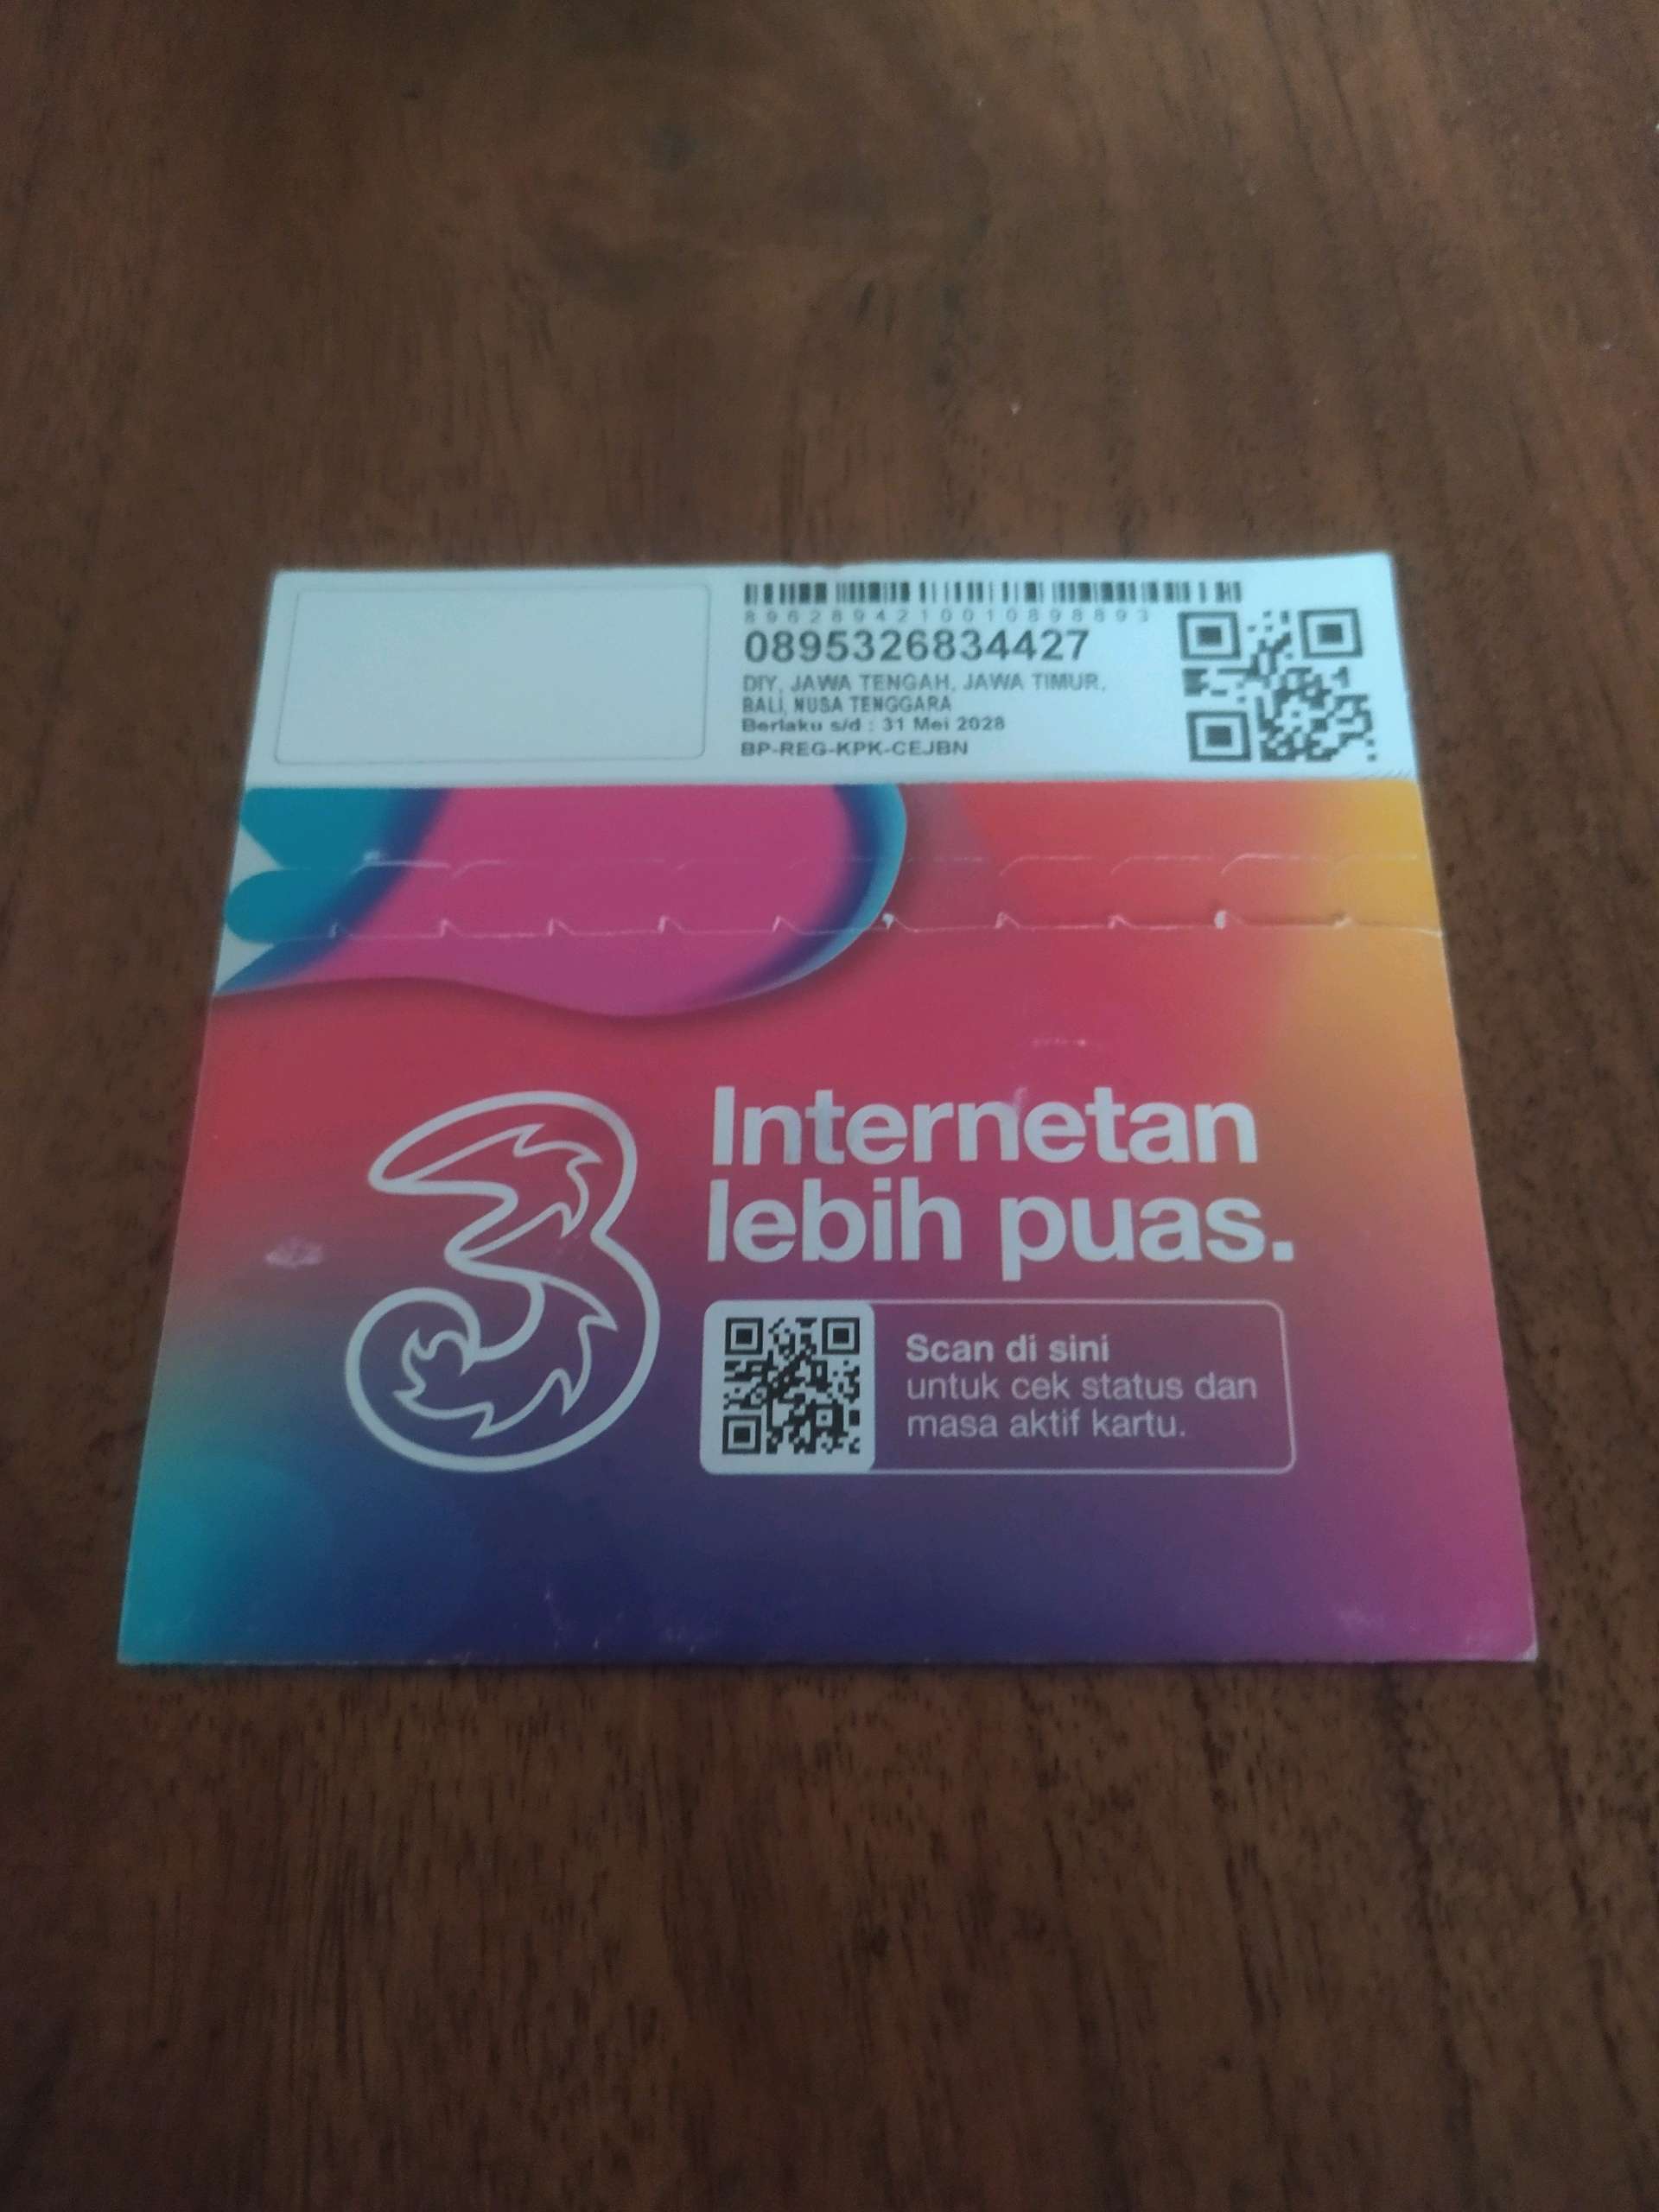 8962894210010898893
0895326834427
DIY, JAWA TENGAH, JAWA TIMUR,
BALI, NUSA TENGGARA
Berlaku s/d : 31 Mei 2028
BP-REG-KPK-CEJBN
3
Internetan
lebih puas.
Scan di sini
untuk cek status dan
masa aktif kartu.